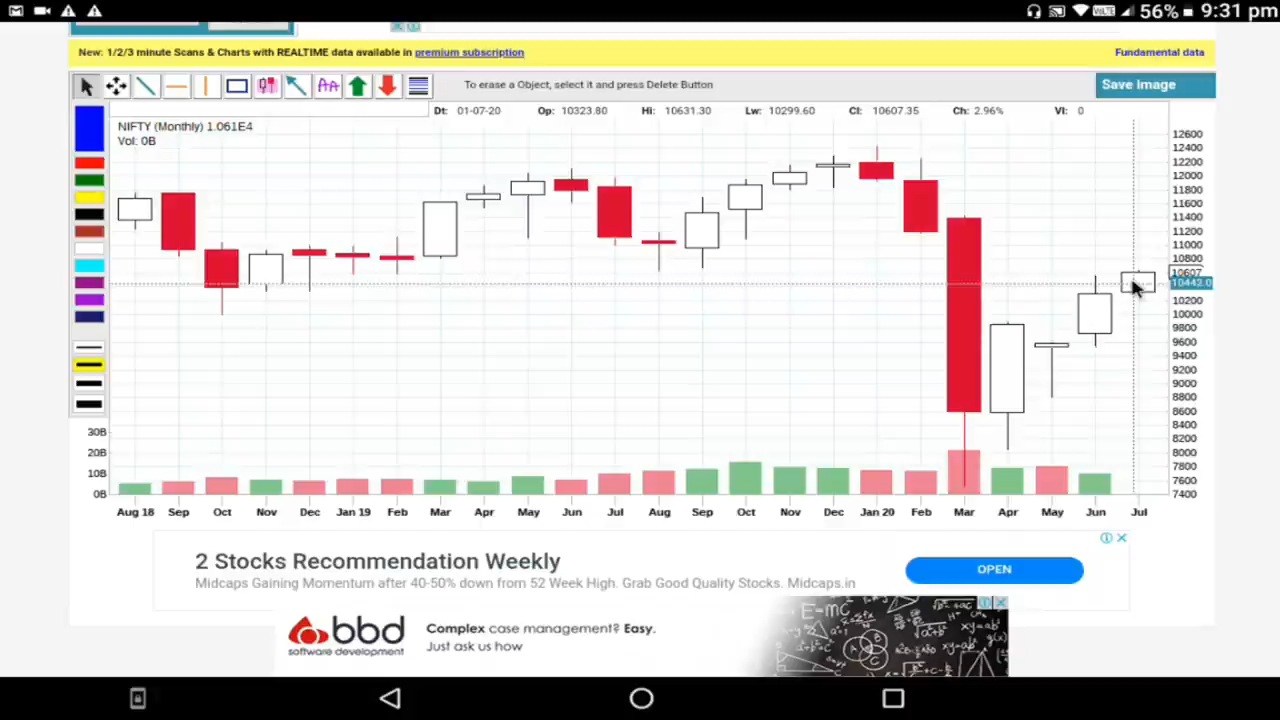 VoLTE 56% 9:31 pm
New: 1/2/3 minute Scans & Charts with REALTIME data available in premium subscription
Fundamental data
To erase a Object, select it and press Delete Button
Save Image
Dt: 01-07-20 Op: 10323.80 Hi: 10631.30 Lw: 10299.60 Cl: 10607.35 Ch: 2.96% Vl: 0
NIFTY (Monthly) 1.061E4
Vol: 0B
12600
12400
12200
12000
11800
11600
11400
11200
11000
10800
10607
10442.0
10200
10000
9800
9600
9400
9200
9000
8800
8600
8400
8200
8000
7800
7600
7400
30B
20B
10B
0B
Aug 18 Sep Oct Nov Dec Jan 19 Feb Mar Apr May Jun Jul Aug Sep Oct Nov Dec Jan 20 Feb Mar Apr May Jun Jul
2 Stocks Recommendation Weekly
Midcaps Gaining Momentum after 40-50% down from 52 Week High. Grab Good Quality Stocks. Midcaps.in
OPEN
bbd
software development
Complex case management? Easy.
Just ask us how
E=mc